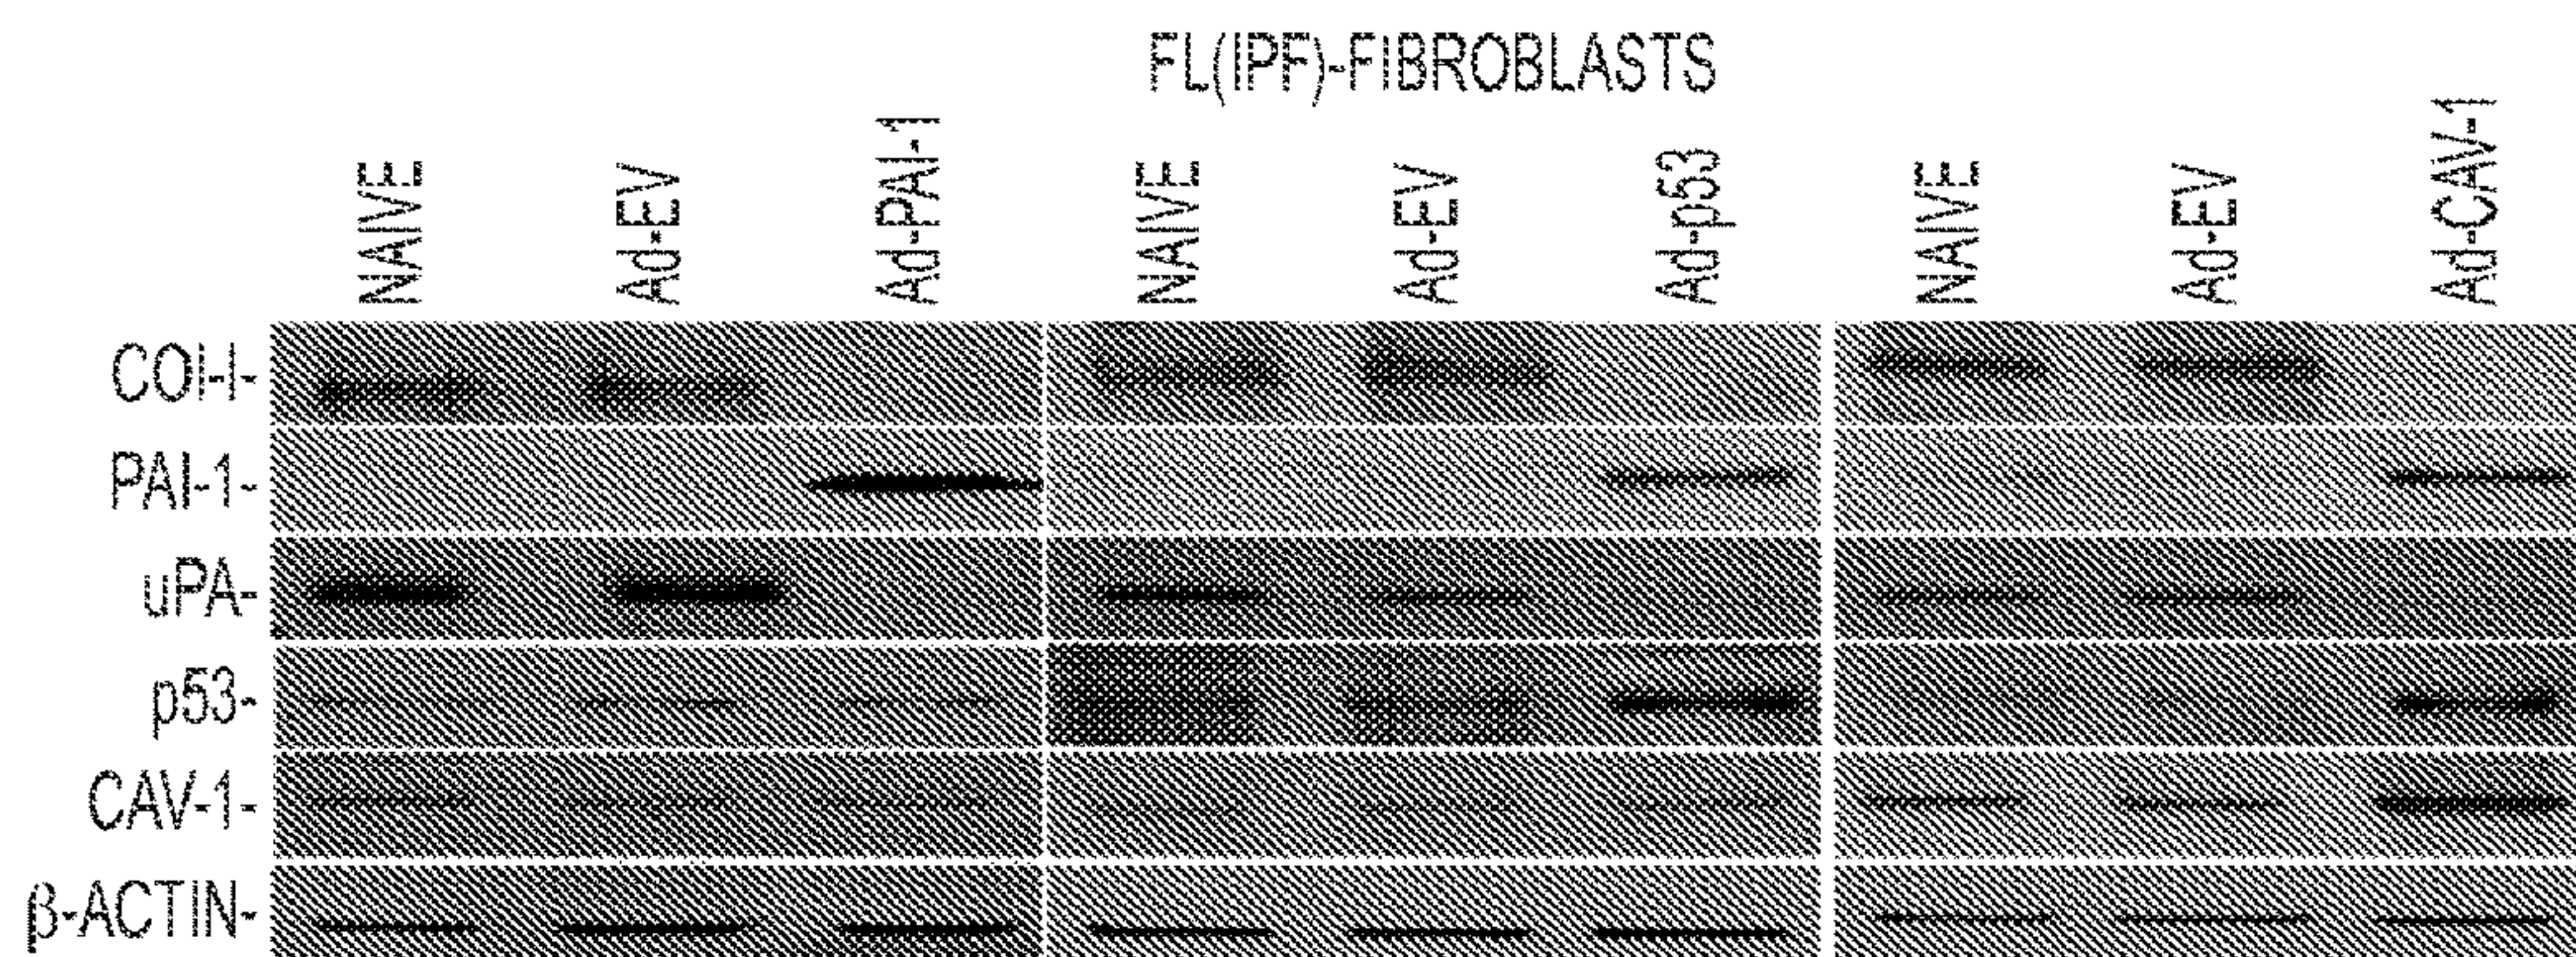 FL(IPF)-FIBROBLASTS
NAIVE Ad-EV Ad-PAI-1 NAIVE Ad-EV Ad-p53 NAIVE Ad-EV Ad-CAV-1
COl-I-
PAI-1-
uPA-
p53-
CAV-1-
β-ACTIN-